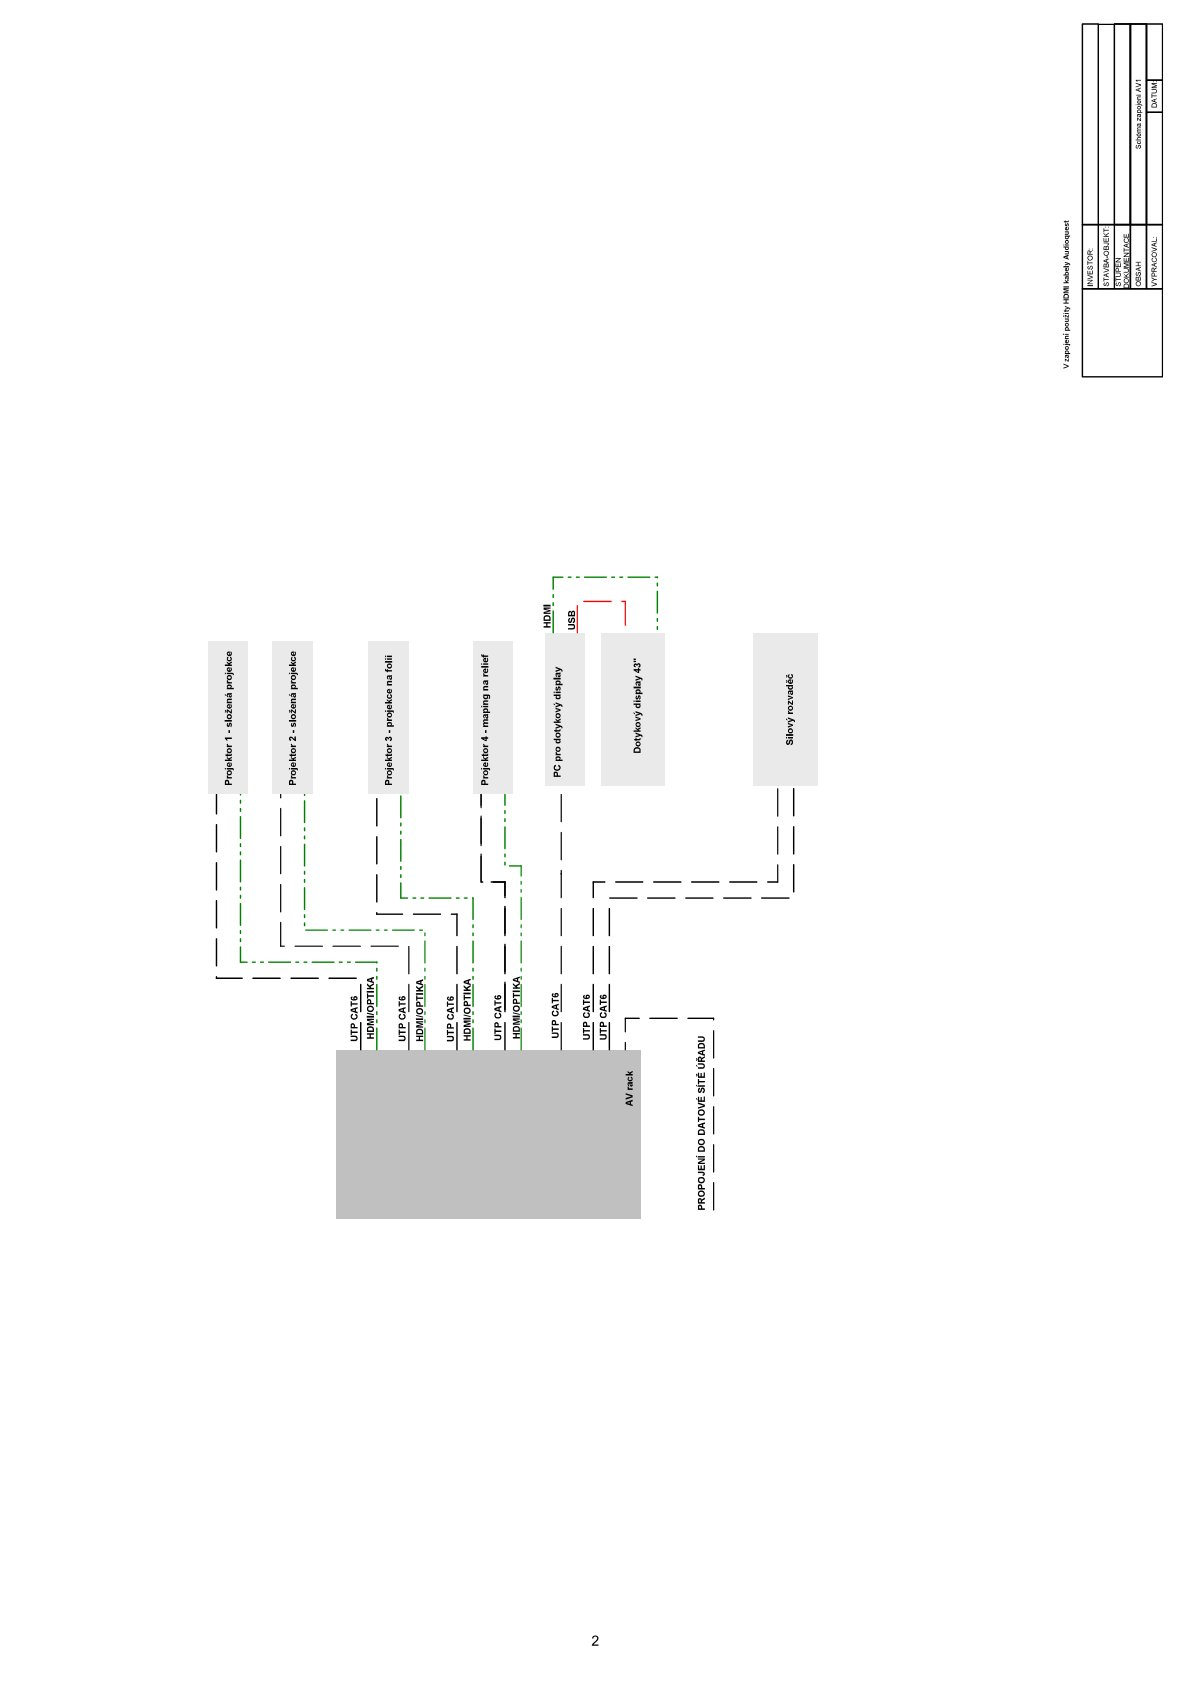 Projektor 1 - složená projekce
Projektor 2 - složená projekce
Projektor 3 - projekce na folii
Projektor 4 - maping na relief
HDMI
USB
PC pro dotykový display
Dotykový display 43"
Silový rozvaděč
UTP CAT6
HDMI/OPTIKA
UTP CAT6
HDMI/OPTIKA
UTP CAT6
HDMI/OPTIKA
UTP CAT6
HDMI/OPTIKA
UTP CAT6
UTP CAT6
UTP CAT6
AV rack
PROPOJENÍ DO DATOVÉ SÍTĚ ÚŘADU
V zapojení použity HDMI kabely Audioquest
INVESTOR:
STAVBA-OBJEKT:
STUPEN
DOKUMENTACE
OBSAH
Schéma zapojení AV1
VYPRACOVAL:
DATUM:
2